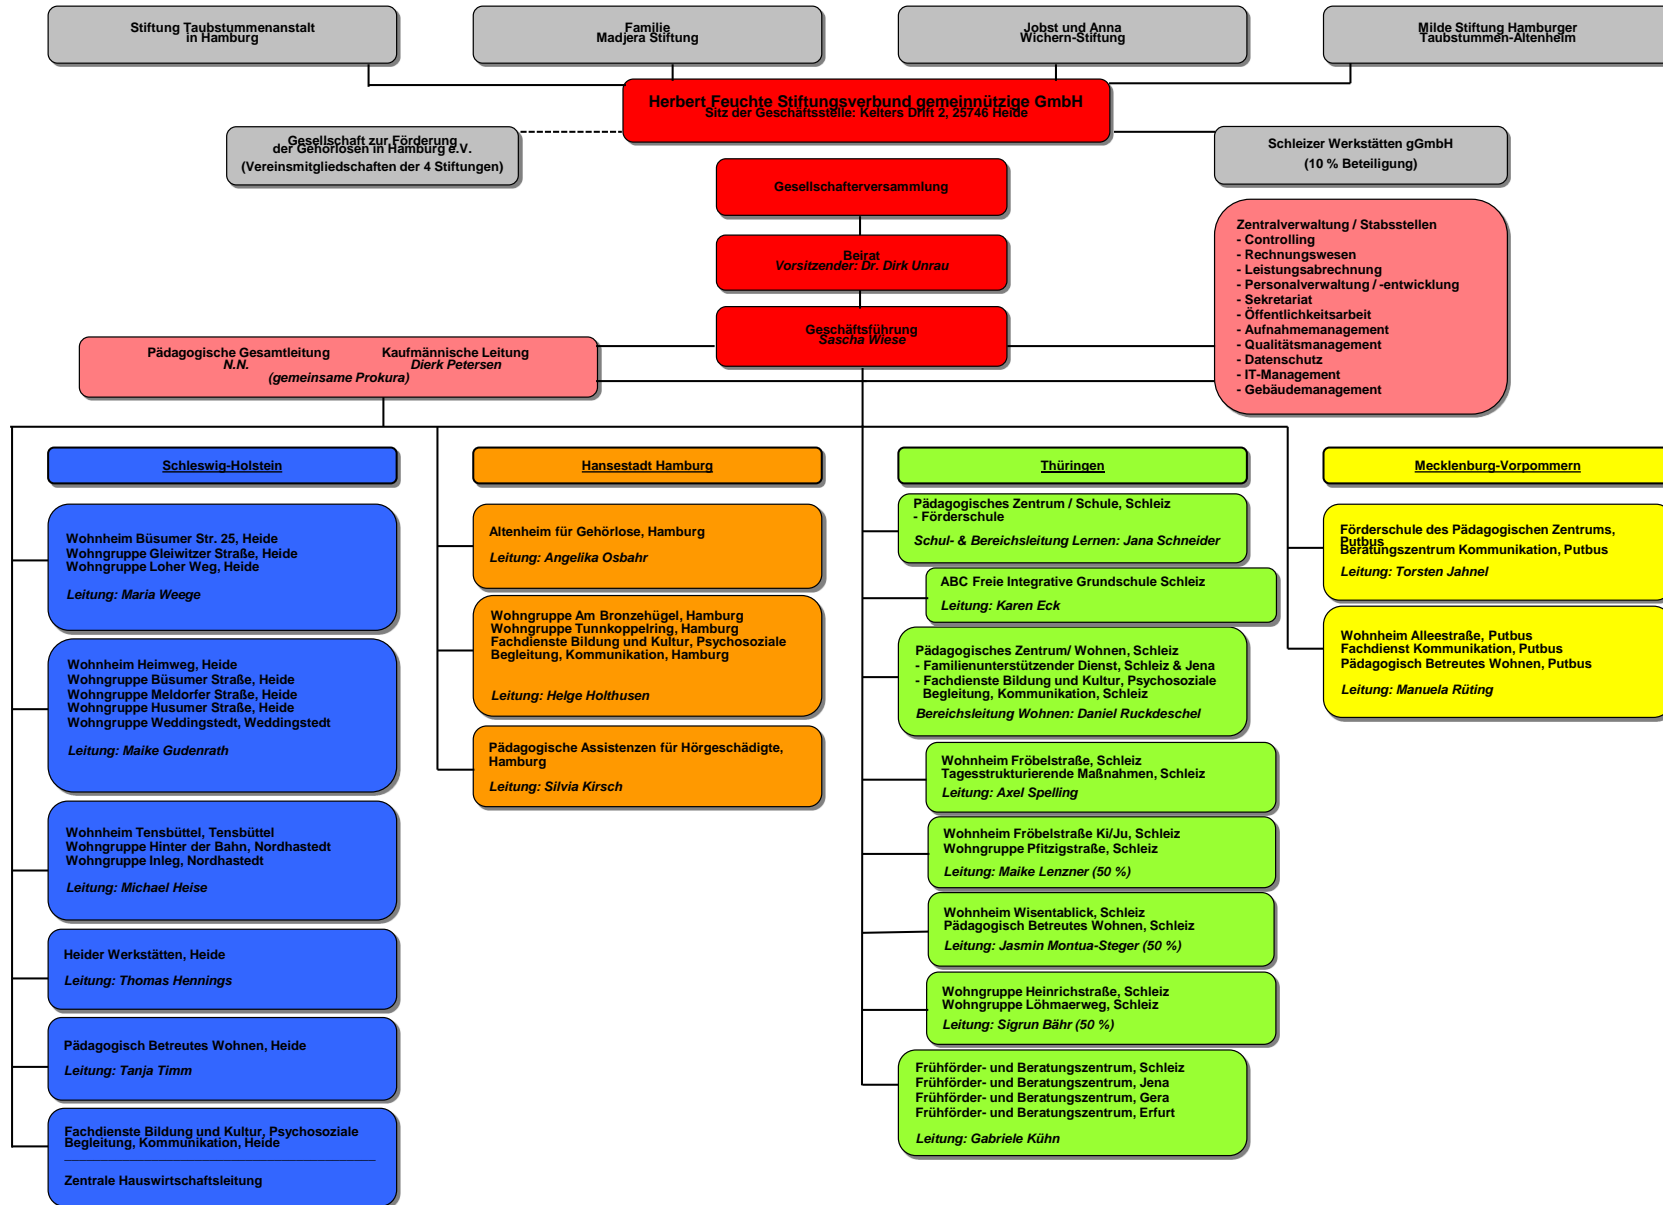 Stiftung Taubstummenanstalt
in Hamburg
Familie
Madjera Stiftung
Jobst und Anna
Wichern-Stiftung
Milde Stiftung Hamburger
Taubstummen-Altenheim
Herbert Feuchte Stiftungsverbund gemeinnützige GmbH
Sitz der Geschäftsstelle: Kelters Drift 2, 25746 Heide
Gesellschaft zur Förderung
der Gehörlosen in Hamburg e.V.
(Vereinsmitgliedschaften der 4 Stiftungen)
Schleizer Werkstätten gGmbH
(10 % Beteiligung)
Gesellschafterversammlung
Beirat
Vorsitzender: Dr. Dirk Unrau
Geschäftsführung
Sascha Wiese
Zentralverwaltung / Stabsstellen
- Controlling
- Rechnungswesen
- Leistungsabrechnung
- Personalverwaltung / -entwicklung
- Sekretariat
- Öffentlichkeitsarbeit
- Aufnahmemanagement
- Qualitätsmanagement
- Datenschutz
- IT-Management
- Gebäudemanagement
Pädagogische Gesamtleitung Kaufmännische Leitung
N.N. Dierk Petersen
(gemeinsame Prokura)
Schleswig-Holstein
Wohnheim Büsumer Str. 25, Heide
Wohngruppe Gleiwitzer Straße, Heide
Wohngruppe Loher Weg, Heide
Leitung: Maria Weege
Wohnheim Heimweg, Heide
Wohngruppe Büsumer Straße, Heide
Wohngruppe Meldorfer Straße, Heide
Wohngruppe Husumer Straße, Heide
Wohngruppe Weddingstedt, Weddingstedt
Leitung: Maike Gudenrath
Wohnheim Tensbüttel, Tensbüttel
Wohngruppe Hinter der Bahn, Nordhastedt
Wohngruppe Inleg, Nordhastedt
Leitung: Michael Heise
Heider Werkstätten, Heide
Leitung: Thomas Hennings
Pädagogisch Betreutes Wohnen, Heide
Leitung: Tanja Timm
Fachdienste Bildung und Kultur, Psychosoziale
Begleitung, Kommunikation, Heide
Zentrale Hauswirtschaftsleitung
Hansestadt Hamburg
Altenheim für Gehörlose, Hamburg
Leitung: Angelika Osbahr
Wohngruppe Am Bronzehügel, Hamburg
Wohngruppe Tunnkoppelring, Hamburg
Fachdienste Bildung und Kultur, Psychosoziale
Begleitung, Kommunikation, Hamburg
Leitung: Helge Holthusen
Pädagogische Assistenzen für Hörgeschädigte,
Hamburg
Leitung: Silvia Kirsch
Thüringen
Pädagogisches Zentrum / Schule, Schleiz
- Förderschule
Schul- & Bereichsleitung Lernen: Jana Schneider
ABC Freie Integrative Grundschule Schleiz
Leitung: Karen Eck
Pädagogisches Zentrum/ Wohnen, Schleiz
- Familienunterstützender Dienst, Schleiz & Jena
- Fachdienste Bildung und Kultur, Psychosoziale
Begleitung, Kommunikation, Schleiz
Bereichsleitung Wohnen: Daniel Ruckdeschel
Wohnheim Fröbelstraße, Schleiz
Tagesstrukturierende Maßnahmen, Schleiz
Leitung: Axel Spelling
Wohnheim Fröbelstraße Ki/Ju, Schleiz
Wohngruppe Pfitzigstraße, Schleiz
Leitung: Maike Lenzner (50 %)
Wohnheim Wisentablick, Schleiz
Pädagogisch Betreutes Wohnen, Schleiz
Leitung: Jasmin Montua-Steger (50 %)
Wohngruppe Heinrichstraße, Schleiz
Wohngruppe Löhmaerweg, Schleiz
Leitung: Sigrun Bähr (50 %)
Frühförder- und Beratungszentrum, Schleiz
Frühförder- und Beratungszentrum, Jena
Frühförder- und Beratungszentrum, Gera
Frühförder- und Beratungszentrum, Erfurt
Leitung: Gabriele Kühn
Mecklenburg-Vorpommern
Förderschule des Pädagogischen Zentrums,
Putbus
Beratungszentrum Kommunikation, Putbus
Leitung: Torsten Jahnel
Wohnheim Alleestraße, Putbus
Fachdienst Kommunikation, Putbus
Pädagogisch Betreutes Wohnen, Putbus
Leitung: Manuela Rüting